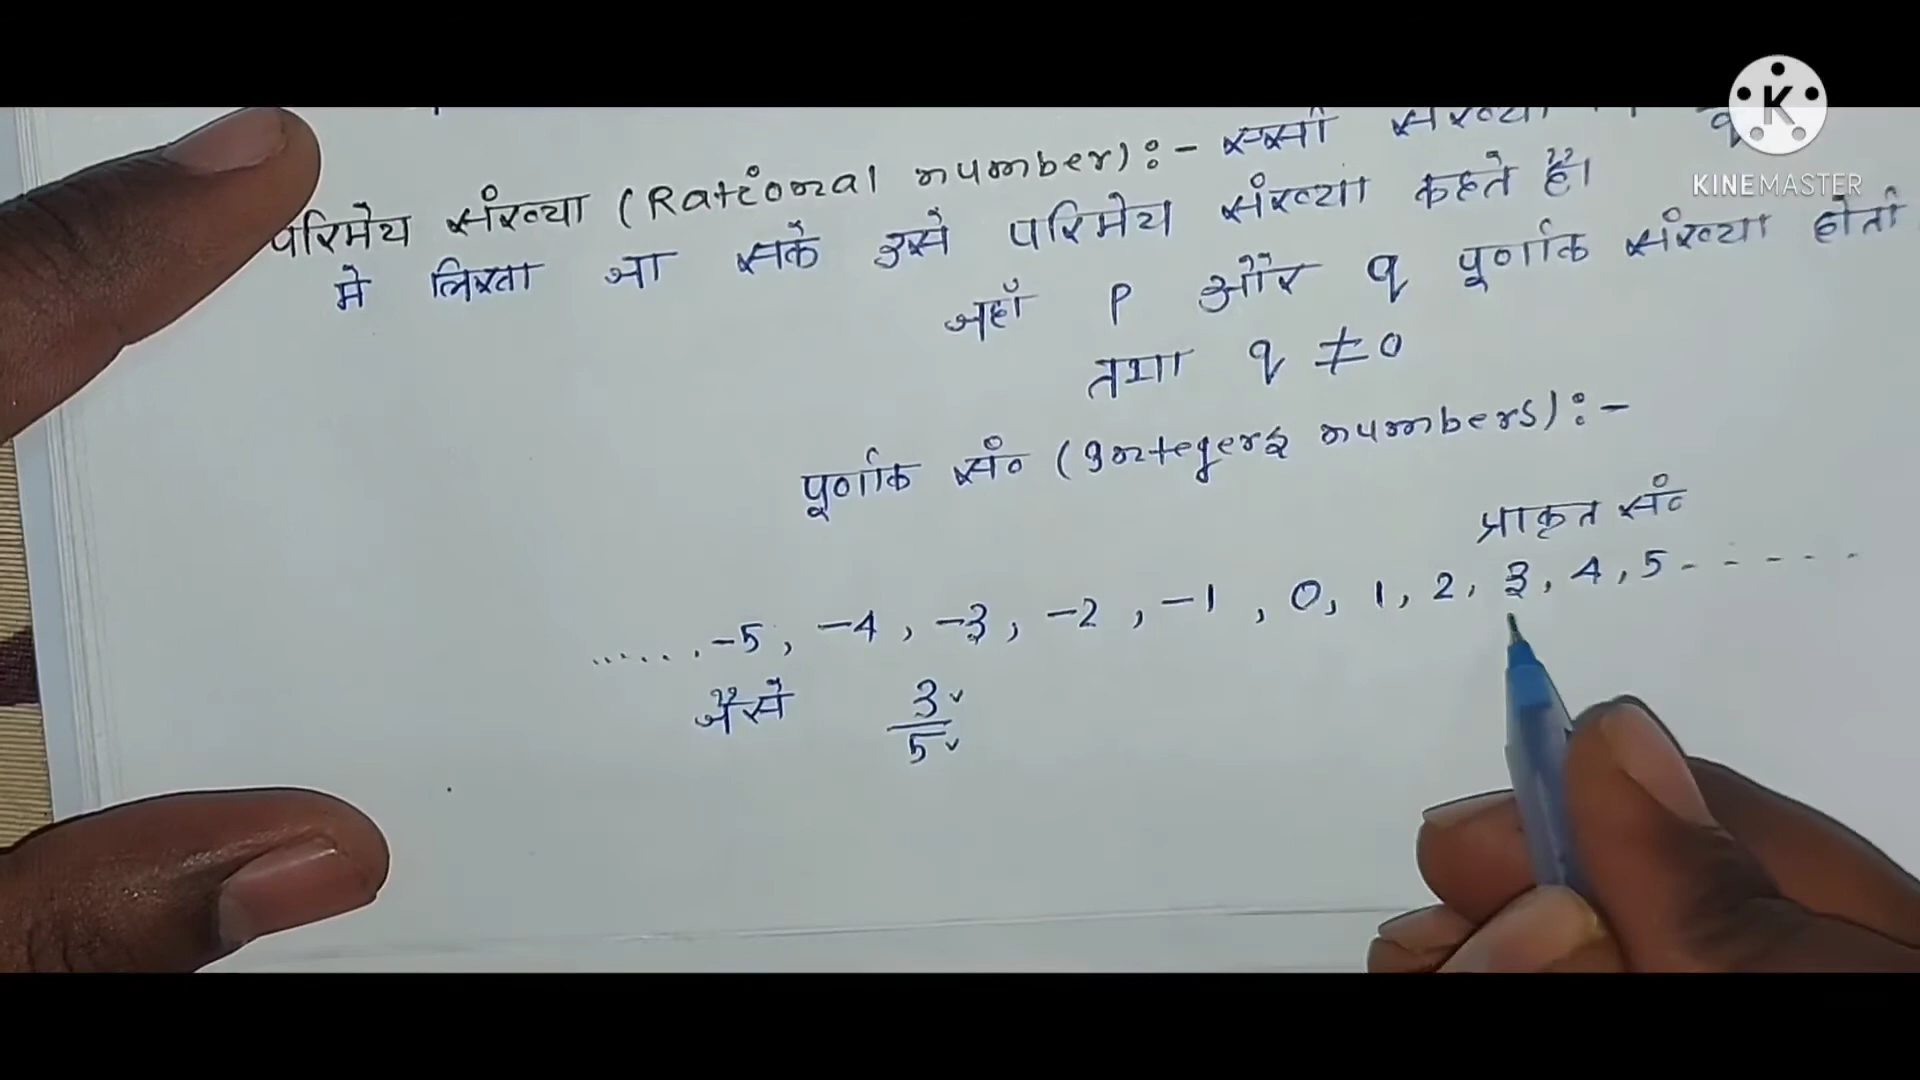 KINEMASTER
परिमेय संख्या (Rational number):- संख्या
मे लिखा जा सके उसे परिमेय संख्या कहते हैं।
जहाँ p और q पूर्णाक संख्या होती
तथा q ≠ 0
पूर्णाक सं० (Integers numbers):-
प्राकृत सं०
...... -5, -4, -3, -2, -1, 0, 1, 2, 3, 4, 5 - - - - -
जैसे 3/5